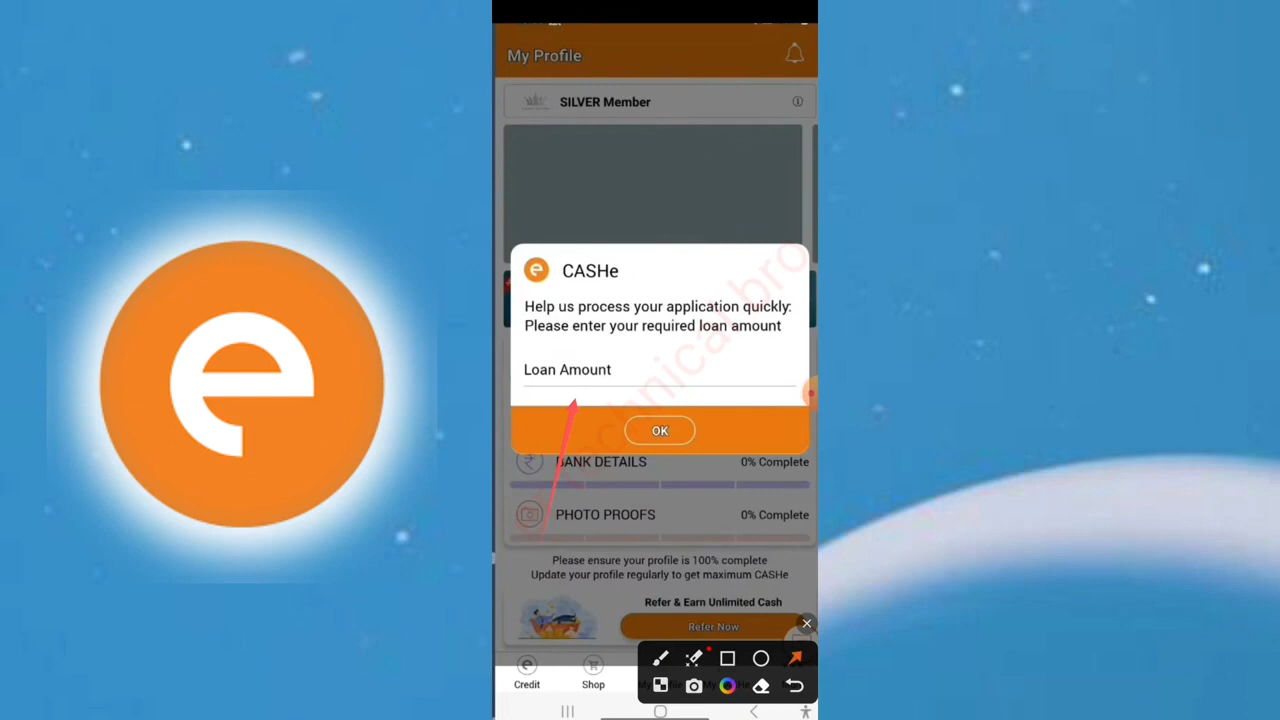 My Profile
SILVER Member
CASHe
Help us process your application quickly:
Please enter your required loan amount
Loan Amount
OK
BANK DETAILS 0% Complete
PHOTO PROOFS 0% Complete
Please ensure your profile is 100% complete
Update your profile regularly to get maximum CASHe
Refer & Earn Unlimited Cash
Refer Now
Credit
Shop